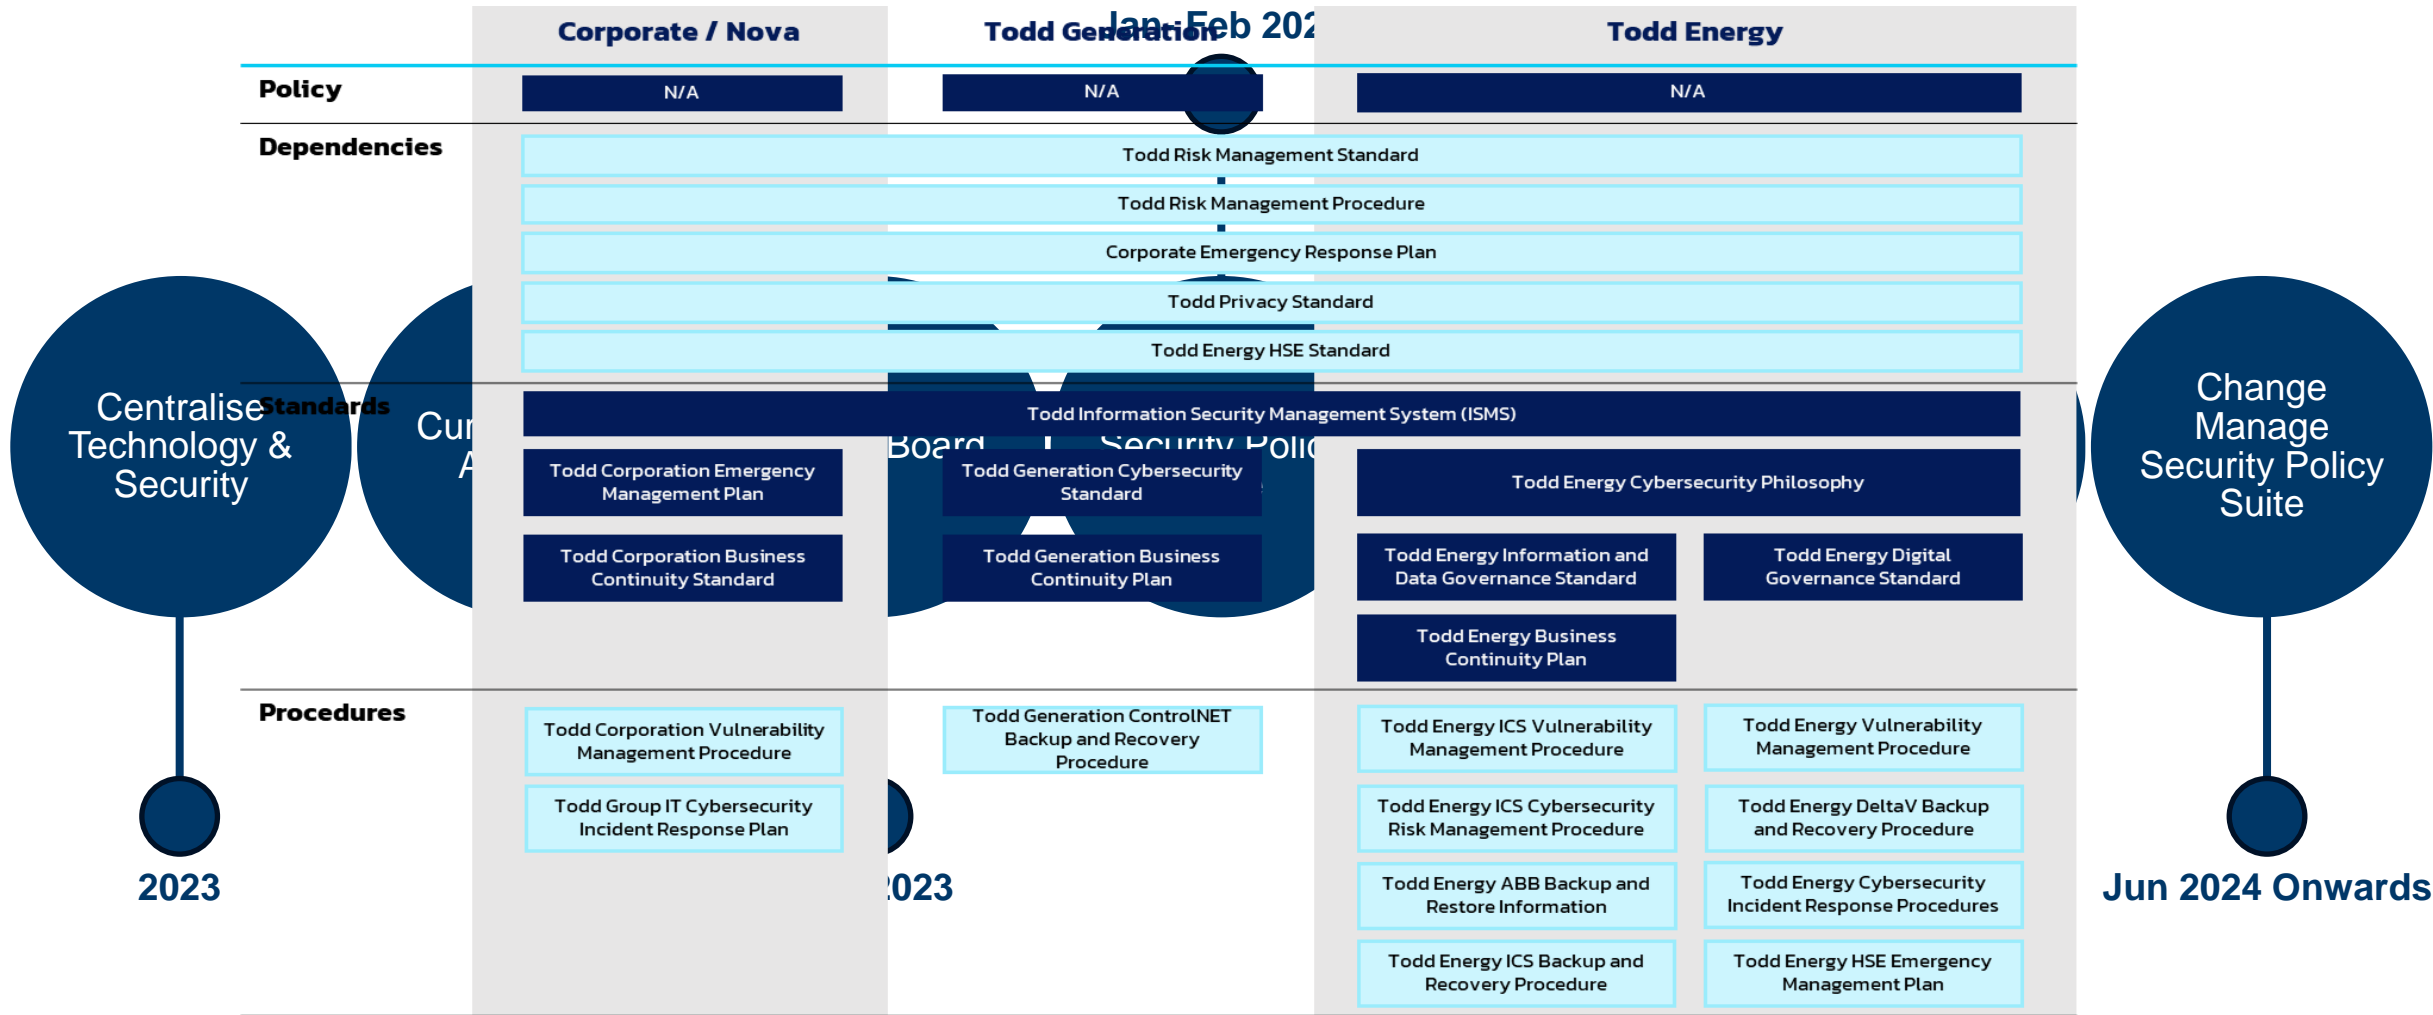 Corporate / Nova
Todd Generation
Jan- Feb 202
Todd Energy
Policy
N/A
N/A
N/A
Dependencies
Todd Risk Management Standard
Todd Risk Management Procedure
Corporate Emergency Response Plan
Todd Privacy Standard
Todd Energy HSE Standard
Standards
Todd Information Security Management System (ISMS)
Todd Corporation Emergency
Management Plan
Todd Generation Cybersecurity
Standard
Todd Energy Cybersecurity Philosophy
Todd Corporation Business
Continuity Standard
Todd Generation Business
Continuity Plan
Todd Energy Information and
Data Governance Standard
Todd Energy Digital
Governance Standard
Todd Energy Business
Continuity Plan
Procedures
Todd Corporation Vulnerability
Management Procedure
Todd Generation ControlNET
Backup and Recovery
Procedure
Todd Energy ICS Vulnerability
Management Procedure
Todd Energy Vulnerability
Management Procedure
Todd Group IT Cybersecurity
Incident Response Plan
Todd Energy ICS Cybersecurity
Risk Management Procedure
Todd Energy DeltaV Backup
and Recovery Procedure
Todd Energy ABB Backup and
Restore Information
Todd Energy Cybersecurity
Incident Response Procedures
Todd Energy ICS Backup and
Recovery Procedure
Todd Energy HSE Emergency
Management Plan
Centralise
Technology &
Security
Board
Security
Change
Manage
Security Policy
Suite
2023
2023
Jun 2024 Onwards